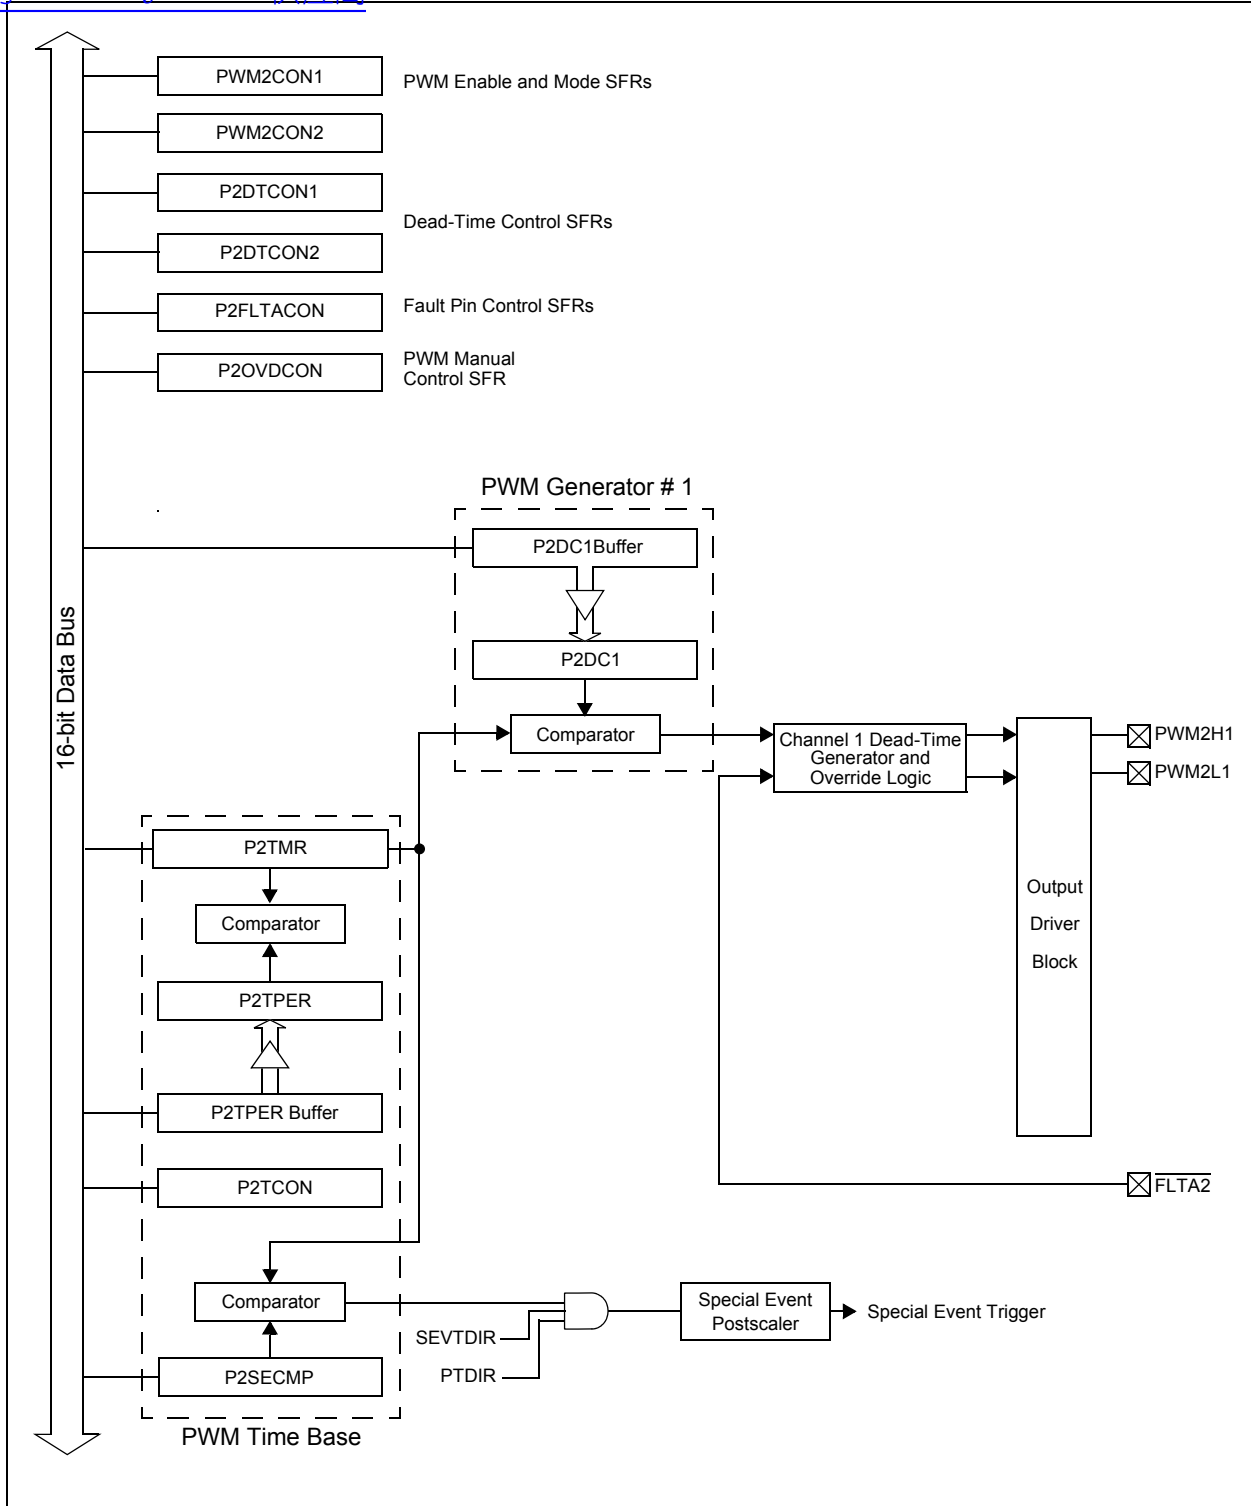 PWM2CON1
PWM Enable and Mode SFRs
PWM2CON2
P2DTCON1
Dead-Time Control SFRs
P2DTCON2
P2FLTACON
Fault Pin Control SFRs
P2OVDCON
PWM Manual
Control SFR
PWM Generator # 1
P2DC1Buffer
16-bit Data Bus
P2DC1
Comparator
Channel 1 Dead-Time
Generator and
Override Logic
PWM2H1
PWM2L1
P2TMR
Comparator
Output
Driver
Block
P2TPER
P2TPER Buffer
P2TCON
FLTA2
Comparator
SEVTDIR
PTDIR
Special Event
Postscaler
Special Event Trigger
P2SECMP
PWM Time Base